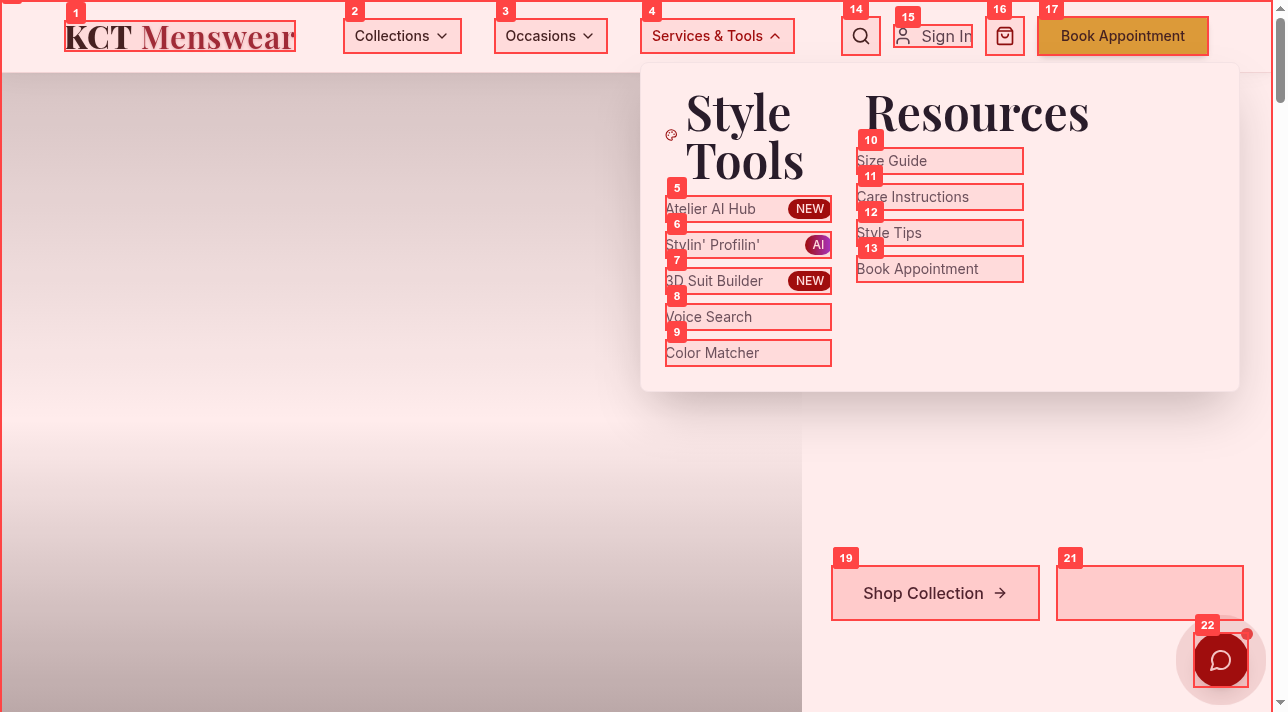 1
2
3
4
14
15
16
17
KCT Menswear
Collections
Occasions
Services & Tools
Sign In
Book Appointment
Style
Tools
5
Atelier AI Hub
NEW
6
Stylin' Profilin'
AI
7
3D Suit Builder
NEW
8
Voice Search
9
Color Matcher
Resources
10
Size Guide
11
Care Instructions
12
Style Tips
13
Book Appointment
19
Shop Collection
21
22